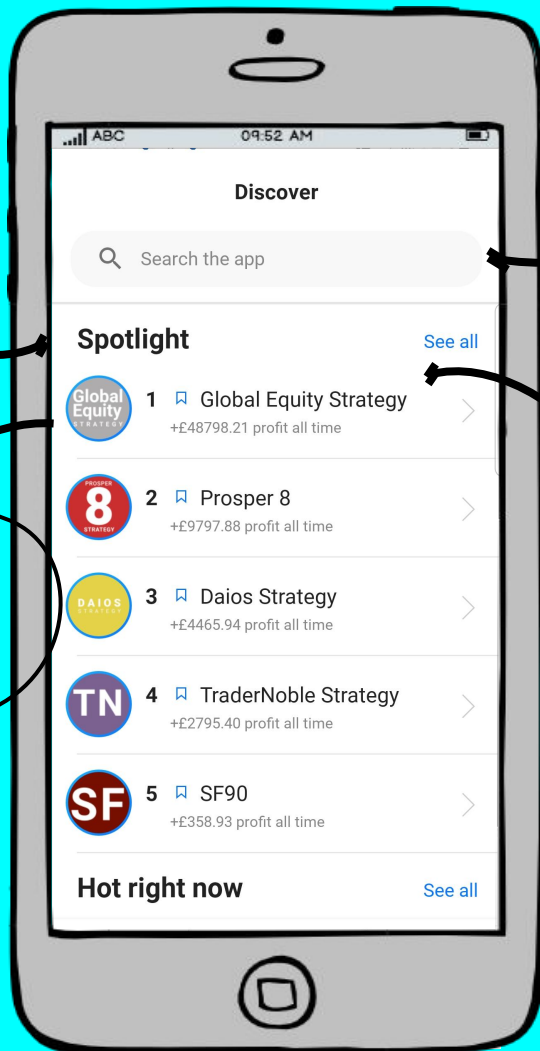 ABC 09:52 AM
Discover
Search the app
Spotlight See all
Global
Equity
STRATEGY
1 Global Equity Strategy
+£48798.21 profit all time
PROSPER
8
STRATEGY
2 Prosper 8
+£9797.88 profit all time
DAIOS
STRATEGY
3 Daios Strategy
+£4465.94 profit all time
TN
4 TraderNoble Strategy
+£2795.40 profit all time
SF
5 SF90
+£358.93 profit all time
Hot right now See all